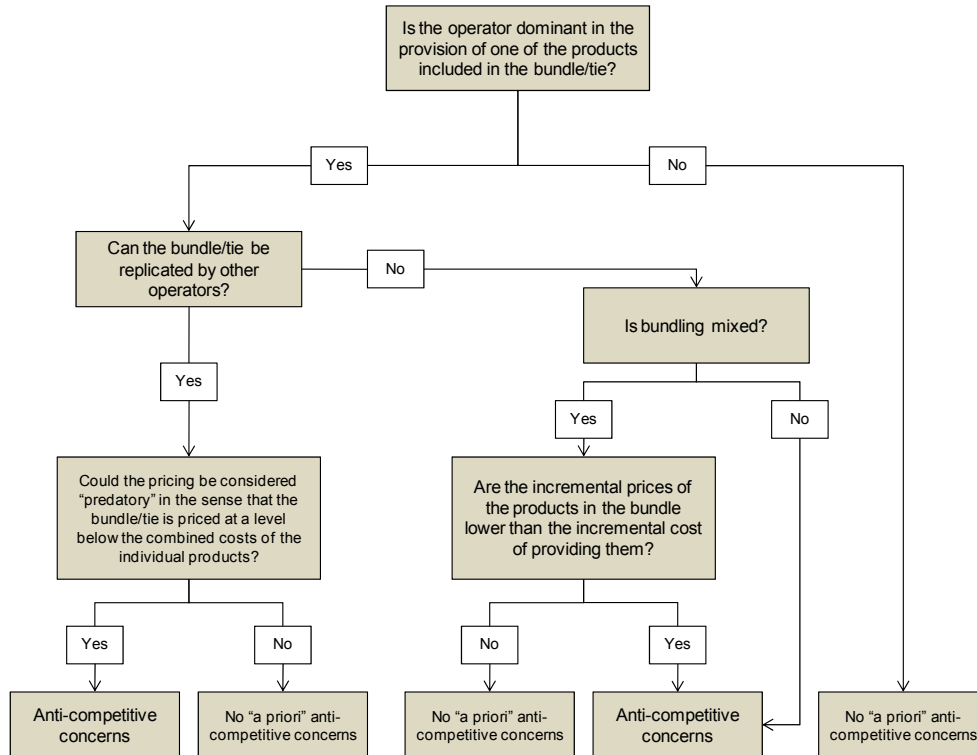 Is the operator dominant in the
provision of one of the products
included in the bundle/tie?
Yes
No
Can the bundle/tie be
replicated by other
operators?
No
Is bundling mixed?
Yes
Yes
No
Could the pricing be considered
“predatory” in the sense that the
bundle/tie is priced at a level
below the combined costs of the
individual products?
Are the incremental prices of
the products in the bundle
lower than the incremental cost
of providing them?
Yes
No
No
Yes
Anti-competitive
concerns
No “a priori” anti-
competitive concerns
No “a priori” anti-
competitive concerns
Anti-competitive
concerns
No “a priori” anti-
competitive concerns